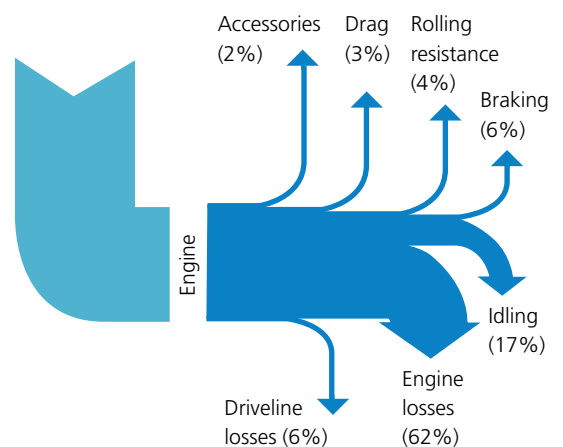 Accessories
(2%)
Drag
(3%)
Rolling
resistance
(4%)
Braking
(6%)
Engine
Idling
(17%)
Engine
losses
(62%)
Driveline
losses (6%)